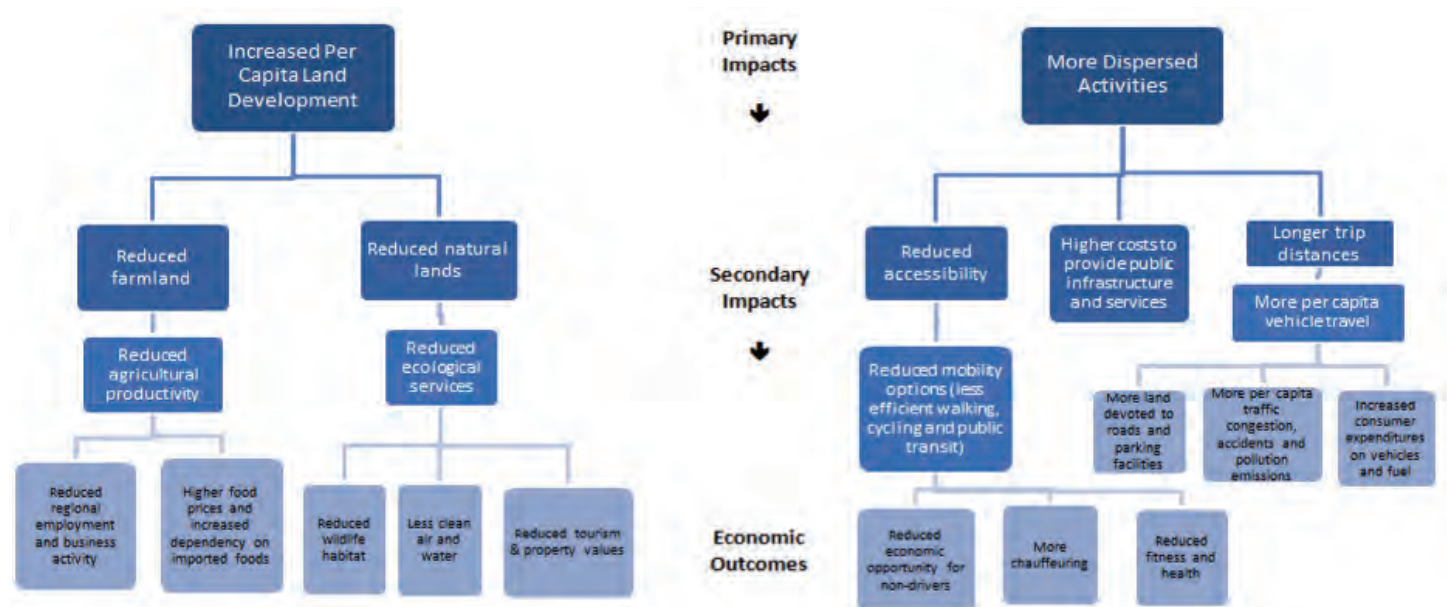 Increased Per
Capita Land
Development
Reduced
farmland
Reduced natural
lands
Reduced
agricultural
productivity
Reduced
ecological
services
Reduced
regional
employment
and business
activity
Higher food
prices and
increased
dependency on
imported foods
Reduced
wildlife
habitat
Less clean
air and
water
Reduced tourism
& property values
Primary
Impacts
Secondary
Impacts
Economic
Outcomes
More Dispersed
Activities
Reduced
accessibility
Higher costs to
provide public
infrastructure
and services
Longer trip
distances
More per capita
vehicle travel
Reduced mobility
options (less
efficient walking,
cycling and public
transit)
More land
devoted to
roads and
parking
facilities
More per capita
traffic
congestion,
accidents and
pollution
emissions
Increased
consumer
expenditures
on vehicles
and fuel
Reduced
economic
opportunity for
non-drivers
More
chauffeuring
Reduced
fitness and
health